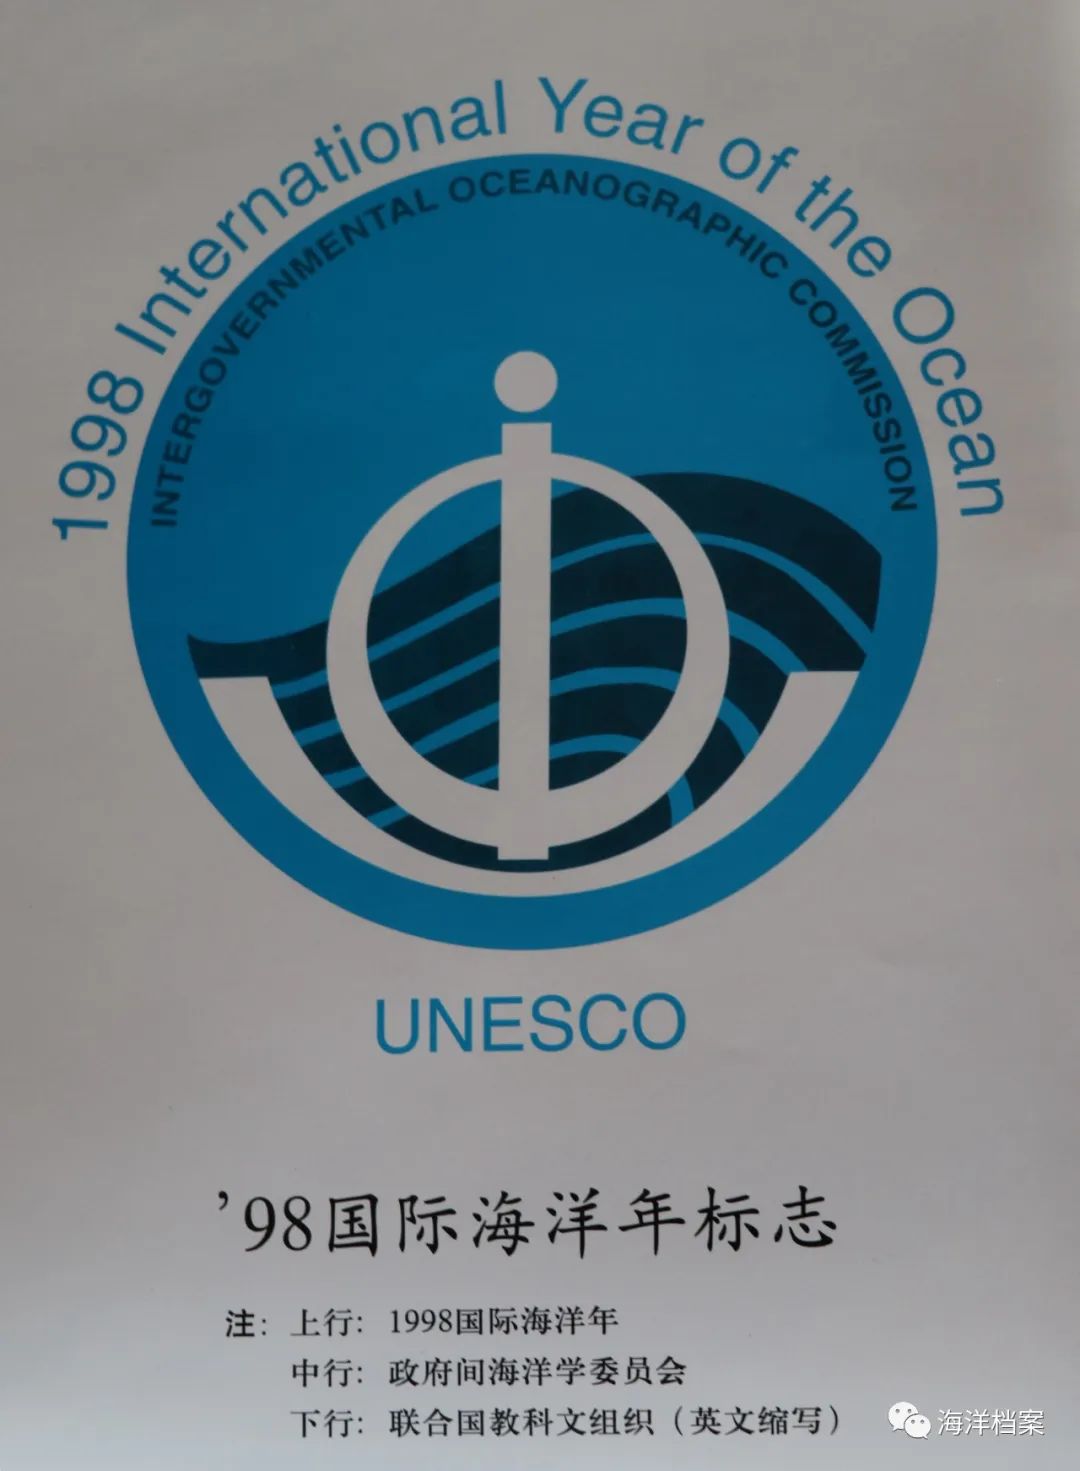 1998 International Year of the Ocean
INTERGOVERNMENTAL OCEANOGRAPHIC COMMISSION
UNESCO
’98国际海洋年标志
注：上行：1998国际海洋年
中行：政府间海洋学委员会
下行：联合国教科文组织（英文缩写）
海洋档案